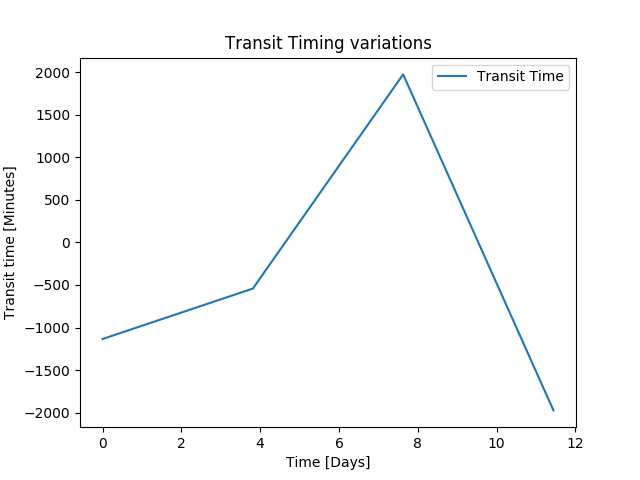 Transit Timing variations
Transit Time
2000
1500
1000
500
0
−500
−1000
−1500
−2000
Transit time [Minutes]
0 2 4 6 8 10 12
Time [Days]